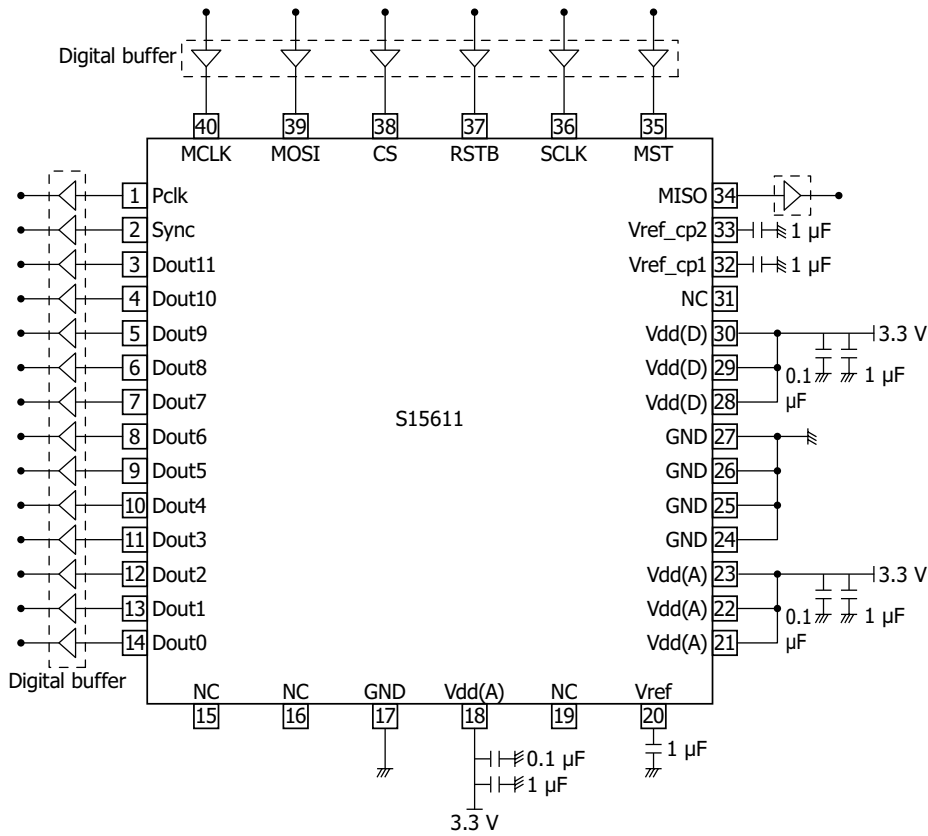 Digital buffer
40 39 38 37 36 35
MCLK MOSI CS RSTB SCLK MST
1 Pclk
2 Sync
3 Dout11
4 Dout10
5 Dout9
6 Dout8
7 Dout7
8 Dout6
9 Dout5
10 Dout4
11 Dout3
12 Dout2
13 Dout1
14 Dout0
Digital buffer
S15611
MISO 34
Vref_cp2 33 1 µF
Vref_cp1 32 1 µF
NC 31
Vdd(D) 30 3.3 V
Vdd(D) 29
0.1 µF
1 µF
Vdd(D) 28
GND 27
GND 26
GND 25
GND 24
Vdd(A) 23 3.3 V
Vdd(A) 22
0.1 µF
1 µF
Vdd(A) 21
NC NC GND Vdd(A) NC Vref
15 16 17 18 19 20
0.1 µF
1 µF
3.3 V
1 µF